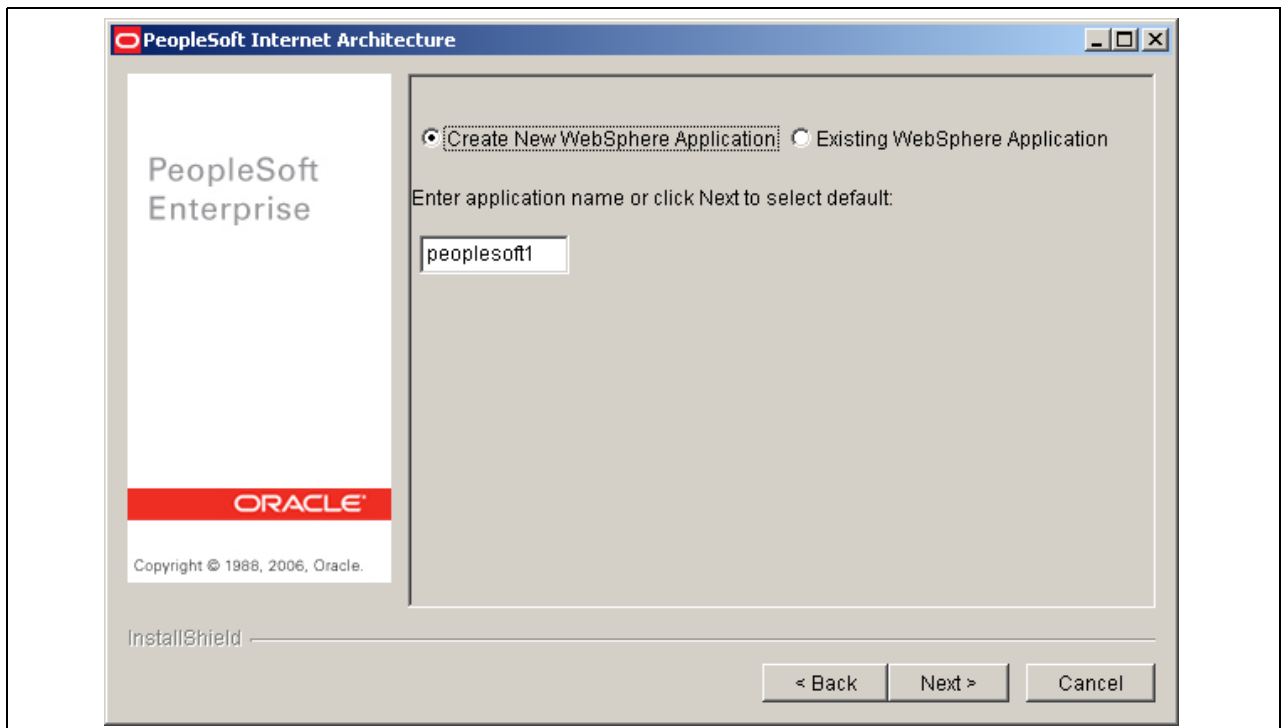 PeopleSoft Internet Architecture
PeopleSoft
Enterprise
ORACLE
Copyright © 1988, 2006, Oracle.
Create New WebSphere Application Existing WebSphere Application
Enter application name or click Next to select default:
peoplesoft1
InstallShield
< Back Next > Cancel